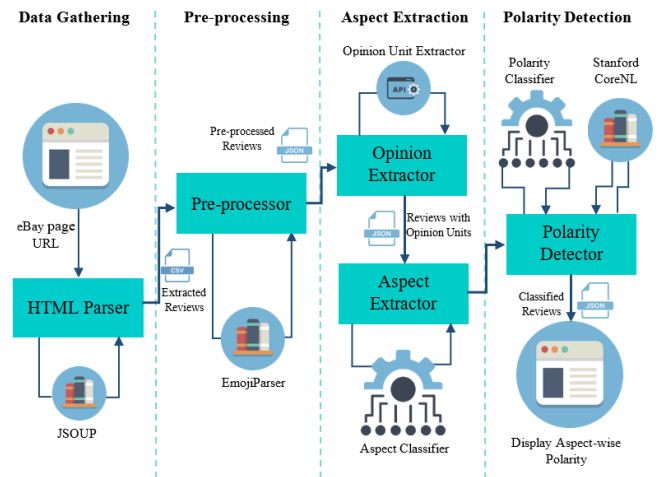 Data Gathering
Pre-processing
Aspect Extraction
Polarity Detection
eBay page
URL
HTML Parser
JSOUP
Pre-processed
Reviews
JSON
Pre-processor
CSV
Extracted
Reviews
EmojiParser
Opinion Unit Extractor
API
Opinion
Extractor
JSON
Reviews with
Opinion Units
Aspect
Extractor
Aspect Classifier
Polarity
Classifier
Stanford
CoreNL
Polarity
Detector
Classified
Reviews
JSON
Display Aspect-wise
Polarity